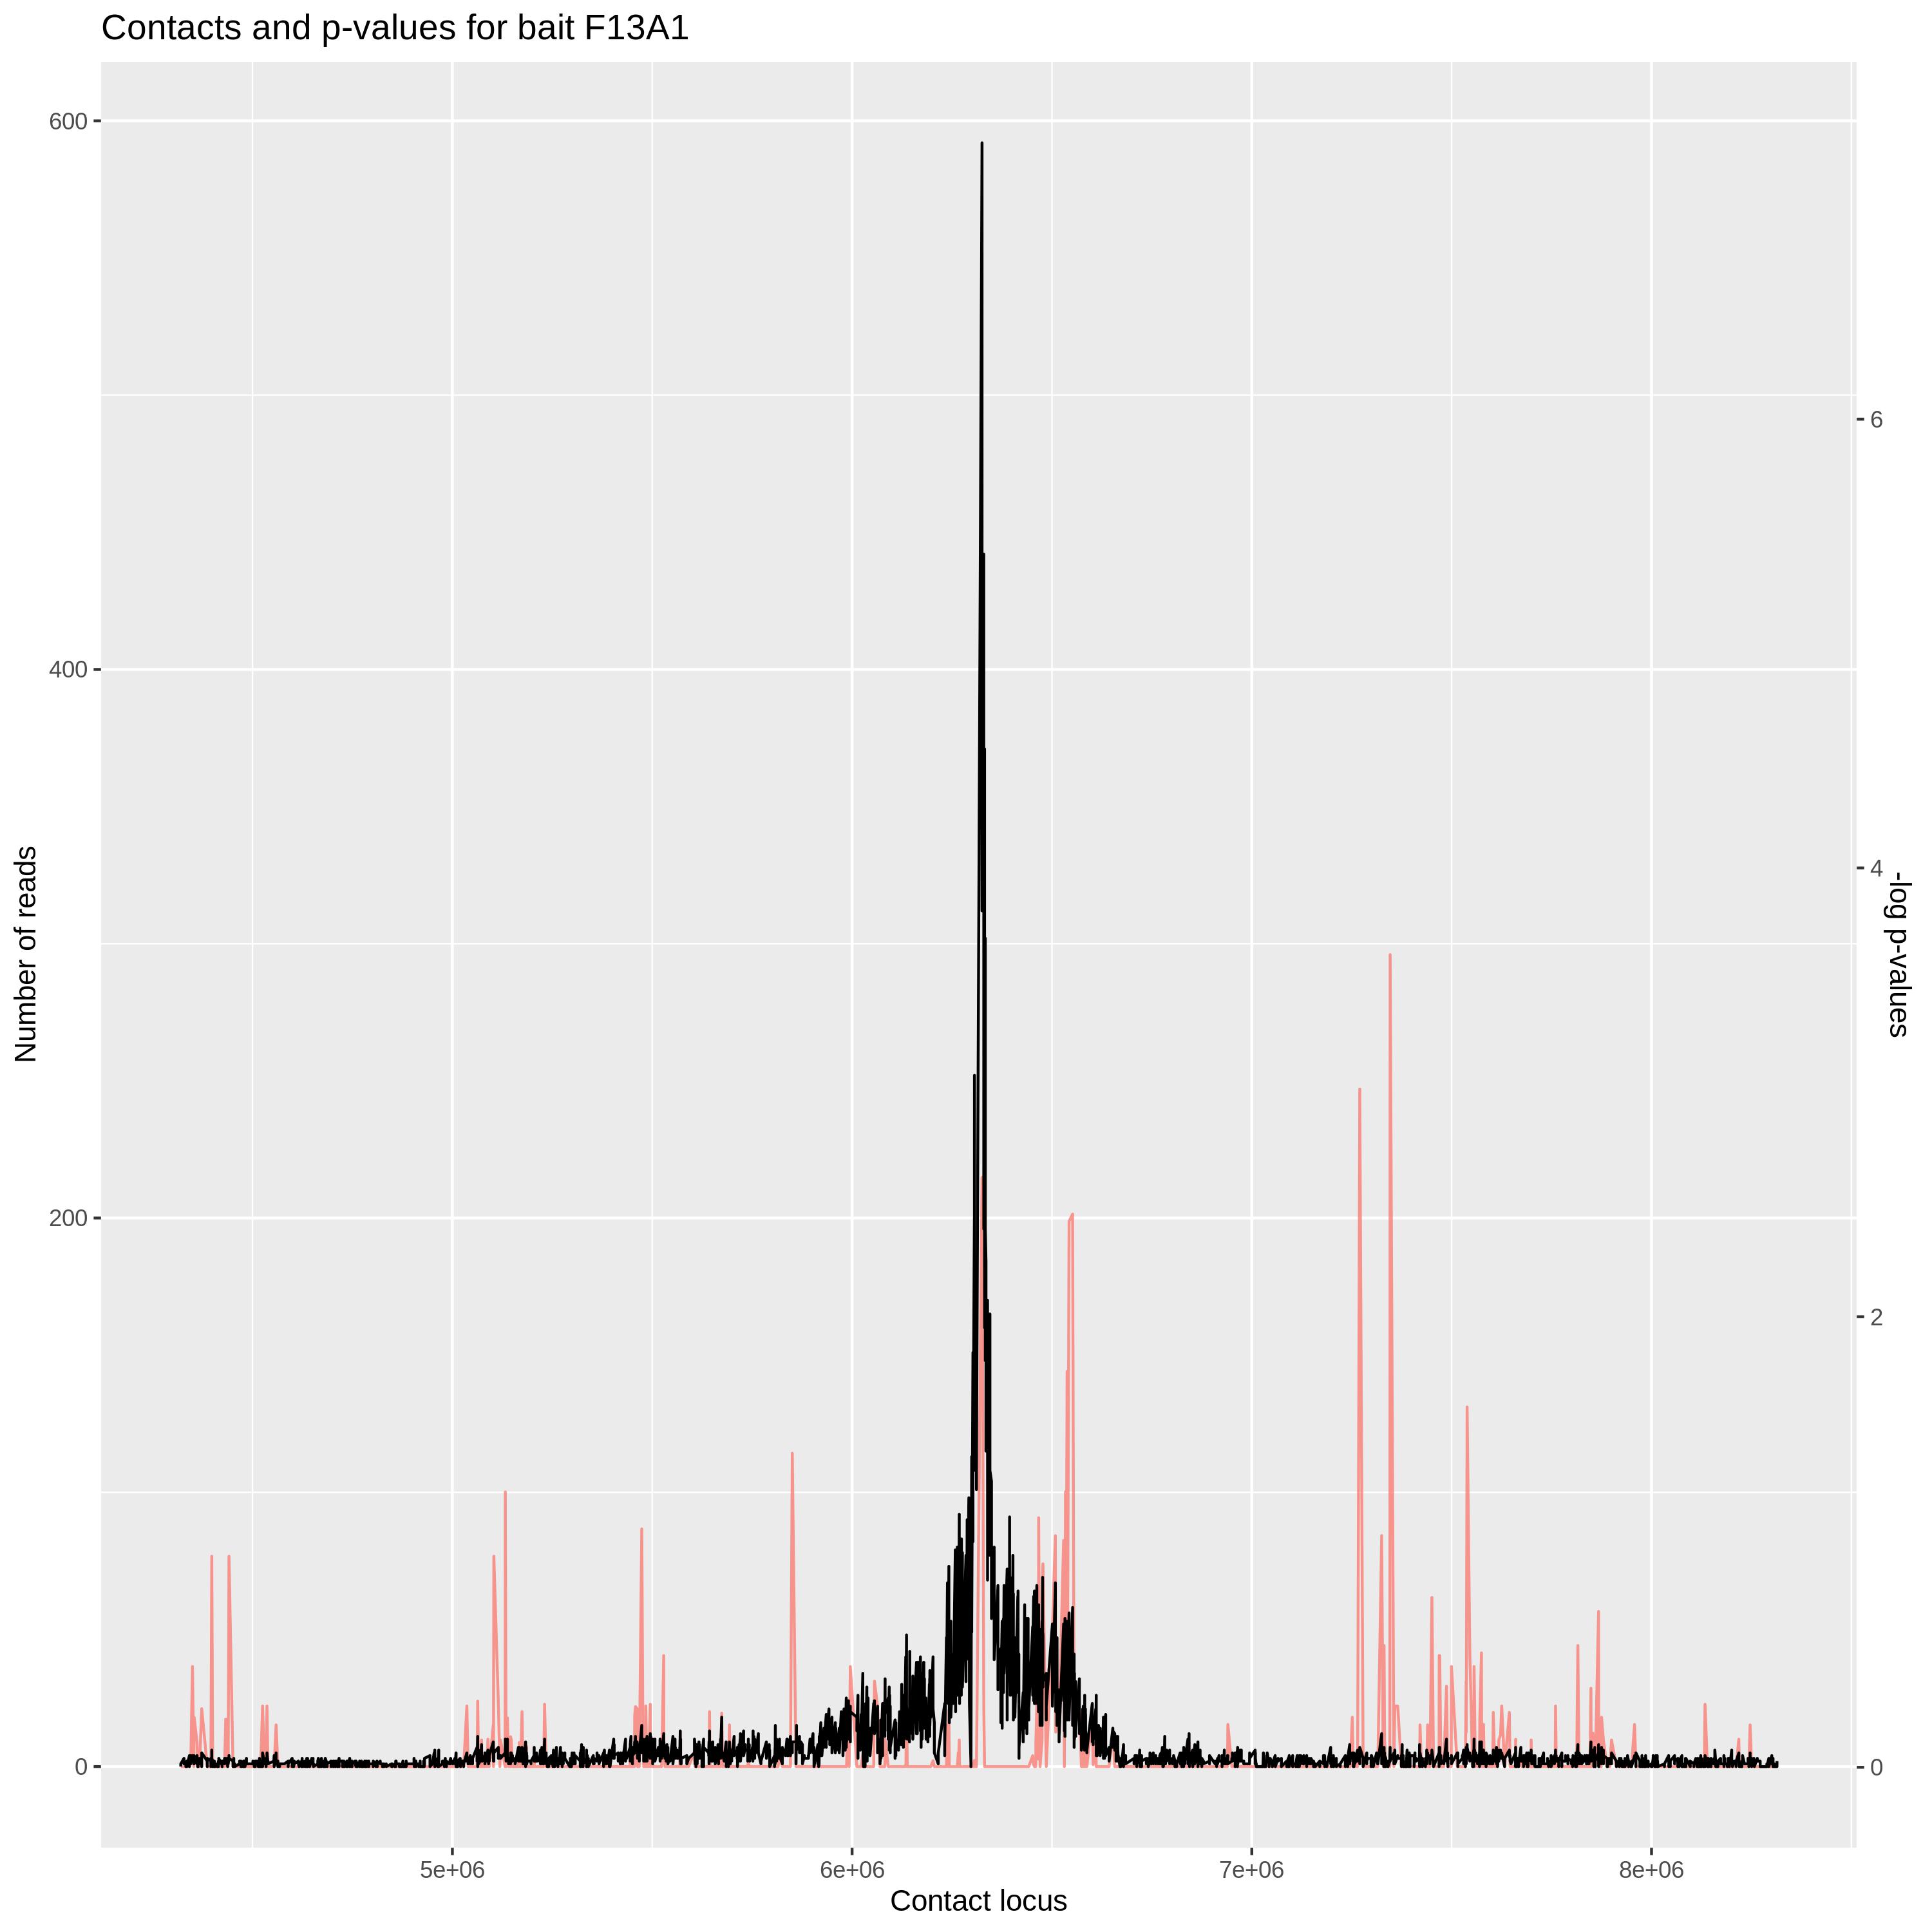 Contacts and p-values for bait F13A1
600
400
200
0
Number of reads
6
4
2
0
-log p-values
5e+06
6e+06
7e+06
8e+06
Contact locus